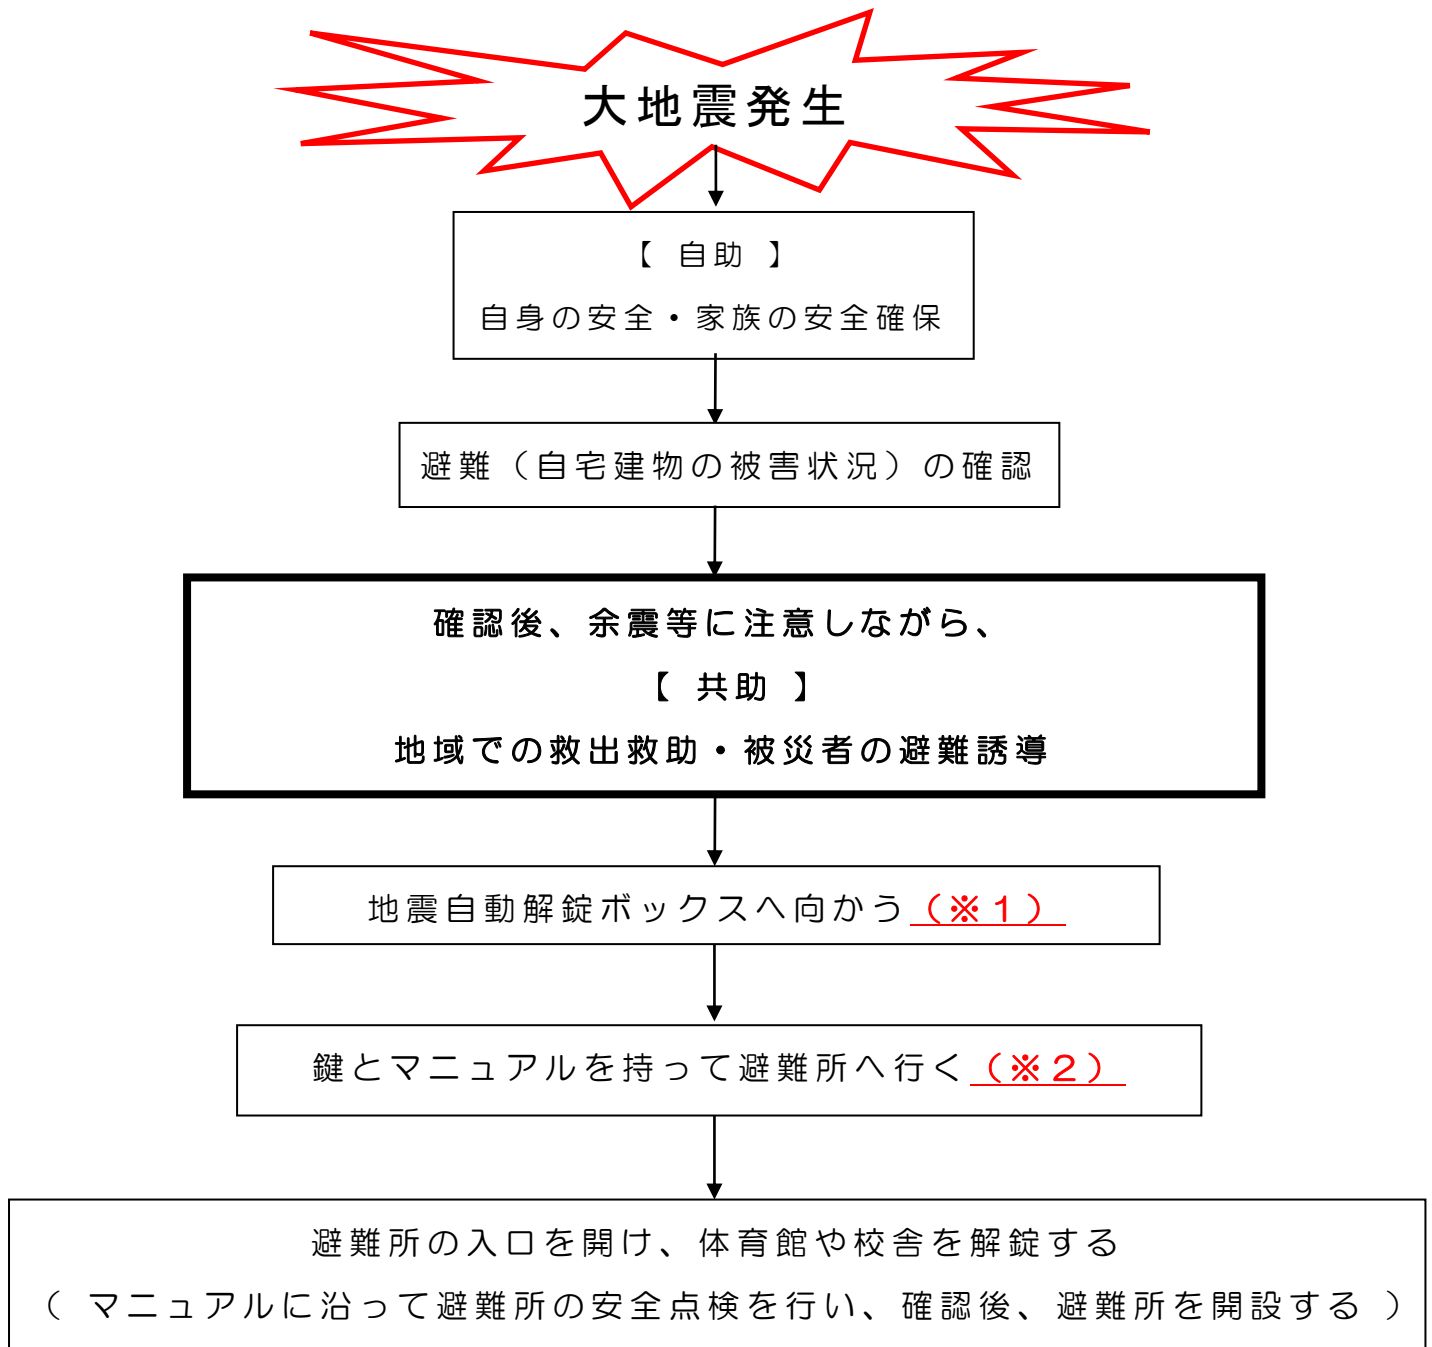 大地震発生
【 自助 】
自身の安全・家族の安全確保
避難（自宅建物の被害状況）の確認
確認後、余震等に注意しながら、
【 共助 】
地域での救出救助・被災者の避難誘導
地震自動解錠ボックスへ向かう（※１）
鍵とマニュアルを持って避難所へ行く（※２）
避難所の入口を開け、体育館や校舎を解錠する
（ マニュアルに沿って避難所の安全点検を行い、確認後、避難所を開設する ）